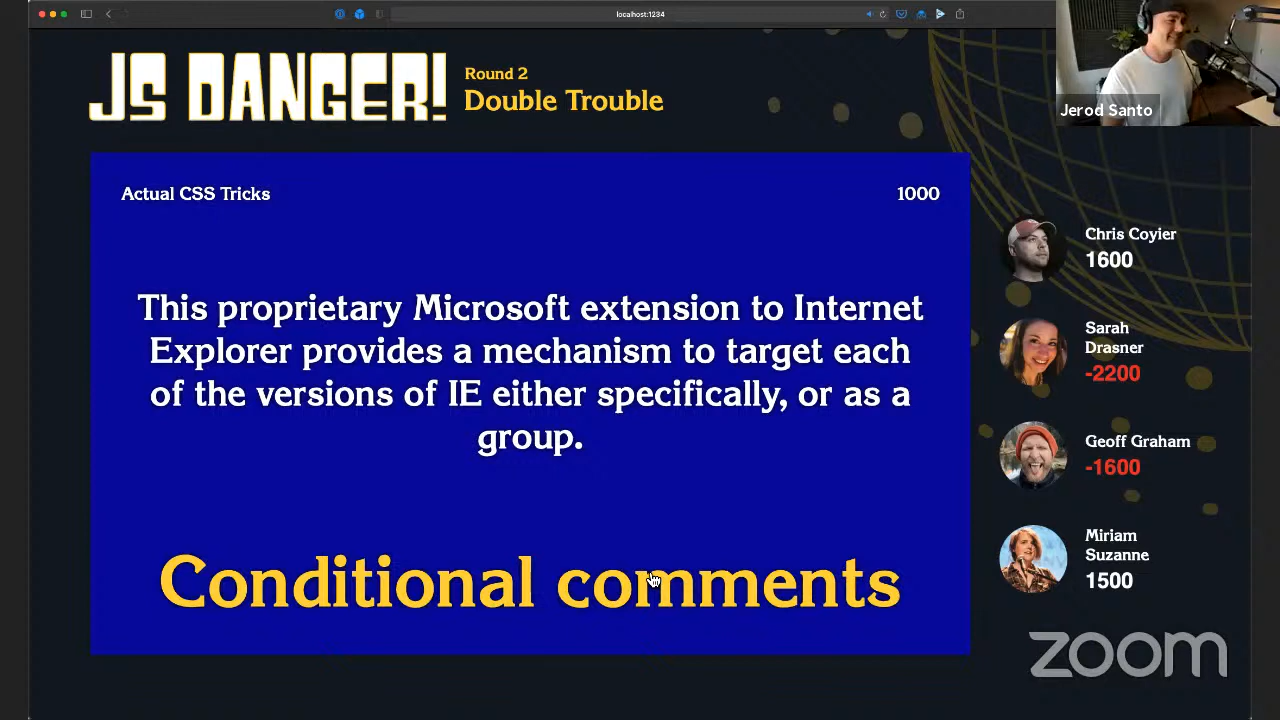 localhost:1234
JS DANGER!
Round 2
Double Trouble
Jerod Santo
Actual CSS Tricks
1000
This proprietary Microsoft extension to Internet
Explorer provides a mechanism to target each
of the versions of IE either specifically, or as a
group.
Conditional comments
Chris Coyier
1600
Sarah
Drasner
-2200
Geoff Graham
-1600
Miriam
Suzanne
1500
zoom